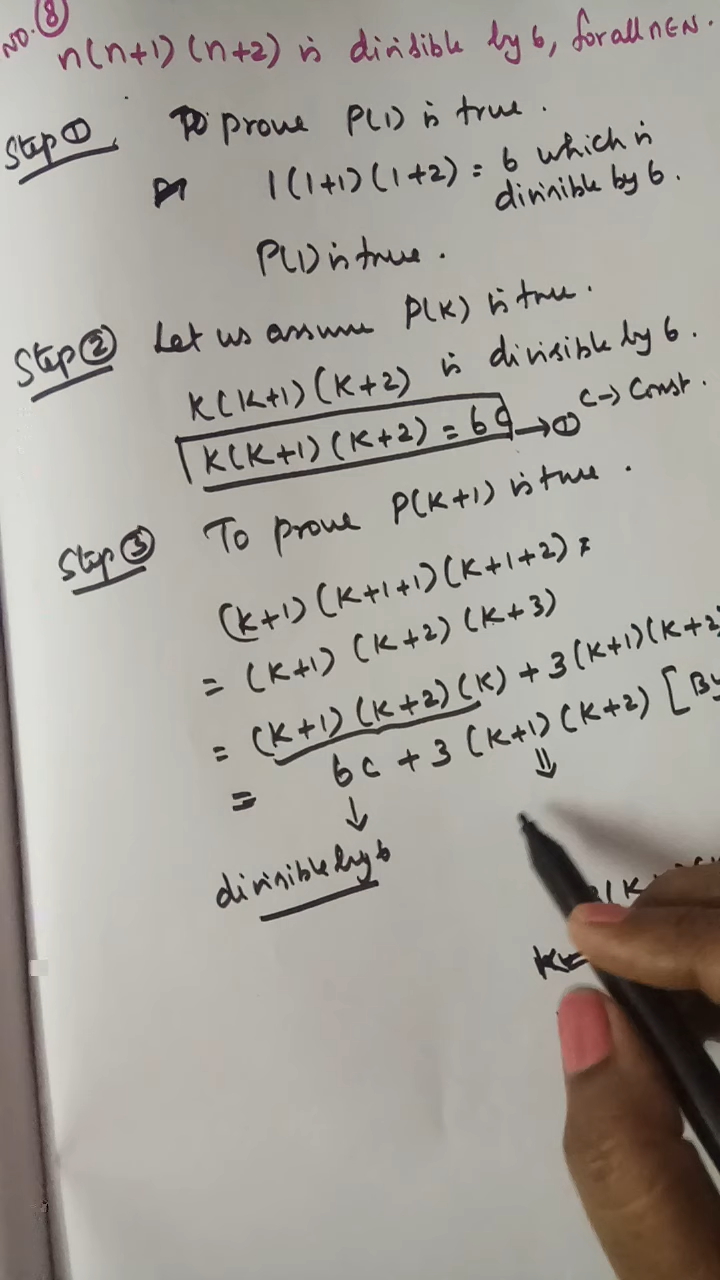 NO. 8
n(n+1)(n+2) is divisible by 6, for all n∈N.
Step ① To prove P(1) is true.
1(1+1)(1+2) = 6 which is
divisible by 6.
P(1) is true.
Step ② Let us assume P(K) is true.
K(K+1)(K+2) is divisible by 6.
K(K+1)(K+2) = 6C → ① C → Const.
Step ③ To prove P(K+1) is true.
(K+1)(K+1+1)(K+1+2)
= (K+1)(K+2)(K+3)
= (K+1)(K+2)(K) + 3(K+1)(K+2
= 6C + 3(K+1)(K+2) [By
↓ ⇓
divisible by 6